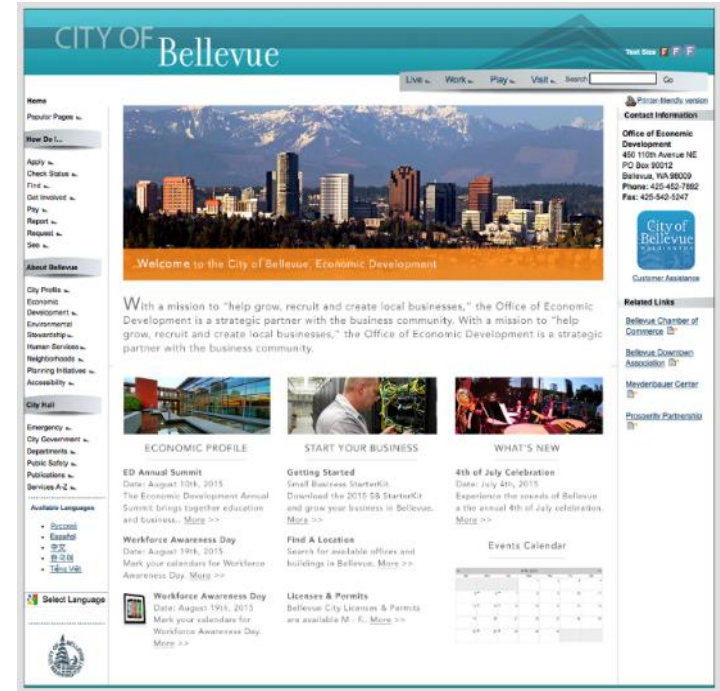 CITY OF Bellevue
Text Size F F F
Live Work Play Visit Search Go
Home
Popular Pages
How Do I...
Apply
Check Status
Find
Get Involved
Pay
Report
Request
See
About Bellevue
City Profile
Economic
Development
Environmental
Stewardship
Human Services
Neighborhoods
Planning Initiatives
Accessibility
City Hall
Emergency
City Government
Departments
Public Safety
Publications
Services A-Z
Available Languages
Русский
Español
中文
한국어
Tiếng Việt
Select Language
Welcome to the City of Bellevue, Economic Development
With a mission to "help grow, recruit and create local businesses," the Office of Economic
Development is a strategic partner with the business community. With a mission to "help
grow, recruit and create local businesses," the Office of Economic Development is a strategic
partner with the business community.
ECONOMIC PROFILE
ED Annual Summit
Date: August 10th, 2015
The Economic Development Annual
Summit brings together education
and business.. More >>
Workforce Awareness Day
Date: August 19th, 2015
Mark your calendars for Workforce
Awareness Day. More >>
Workforce Awareness Day
Date: August 19th, 2015
Mark your calendars for
Workforce Awareness Day.
More >>
START YOUR BUSINESS
Getting Started
Small Business StarterKit.
Download the 2015 SB StarterKit
and grow your business in Bellevue.
More >>
Find A Location
Search for available offices and
buildings in Bellevue. More >>
Licenses & Permits
Bellevue City Licenses & Permits
are available M - F.. More >>
WHAT'S NEW
4th of July Celebration
Date: July 4th, 2015
Experience the sounds of Bellevue
a the annual 4th of july celebration.
More >>
Events Calendar
Printer-friendly version
Contact Information
Office of Economic
Development
450 110th Avenue NE
PO Box 90012
Bellevue, WA 98009
Phone: 425-452-7892
Fax: 425-542-5247
City of
Bellevue
WASHINGTON
Customer Assistance
Related Links
Bellevue Chamber of
Commerce
Bellevue Downtown
Association
Meydenbauer Center
Prosperity Partnership